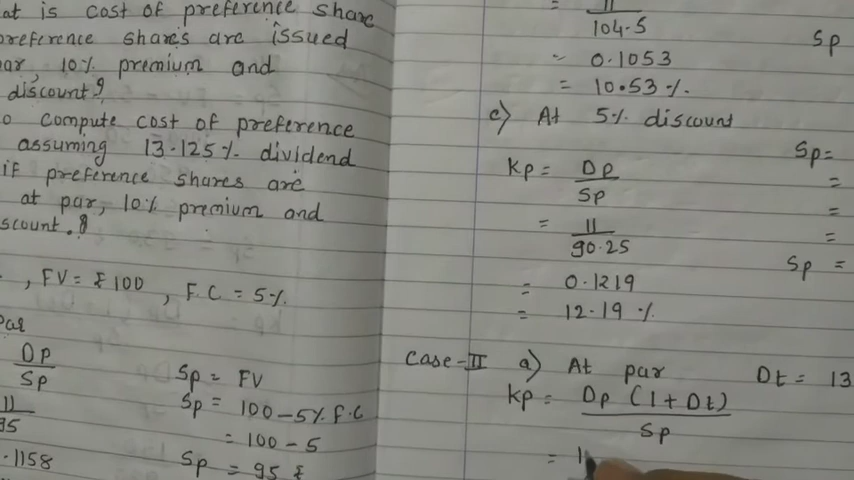 at is cost of preference share
preference shares are issued
par, 10% premium and
discount?
o compute cost of preference
assuming 13.125% dividend
if preference shares are
at par, 10% premium and
scount.?
, FV = ₹100 , F.C = 5%.
Par
Dp
Sp
Sp = FV
11
95
Sp = 100-5% F.C
= 100-5
.1158
Sp = 95 ₹
= 11
104.5
Sp
= 0.1053
= 10.53%.
c) At 5% discount
Sp=
Kp = Dp
Sp
=
=
= 11
90.25
=
Sp =
= 0.1219
= 12.19 %
Case-II a) At par Dt = 13
Kp = Dp (1+Dt)
Sp
= 1